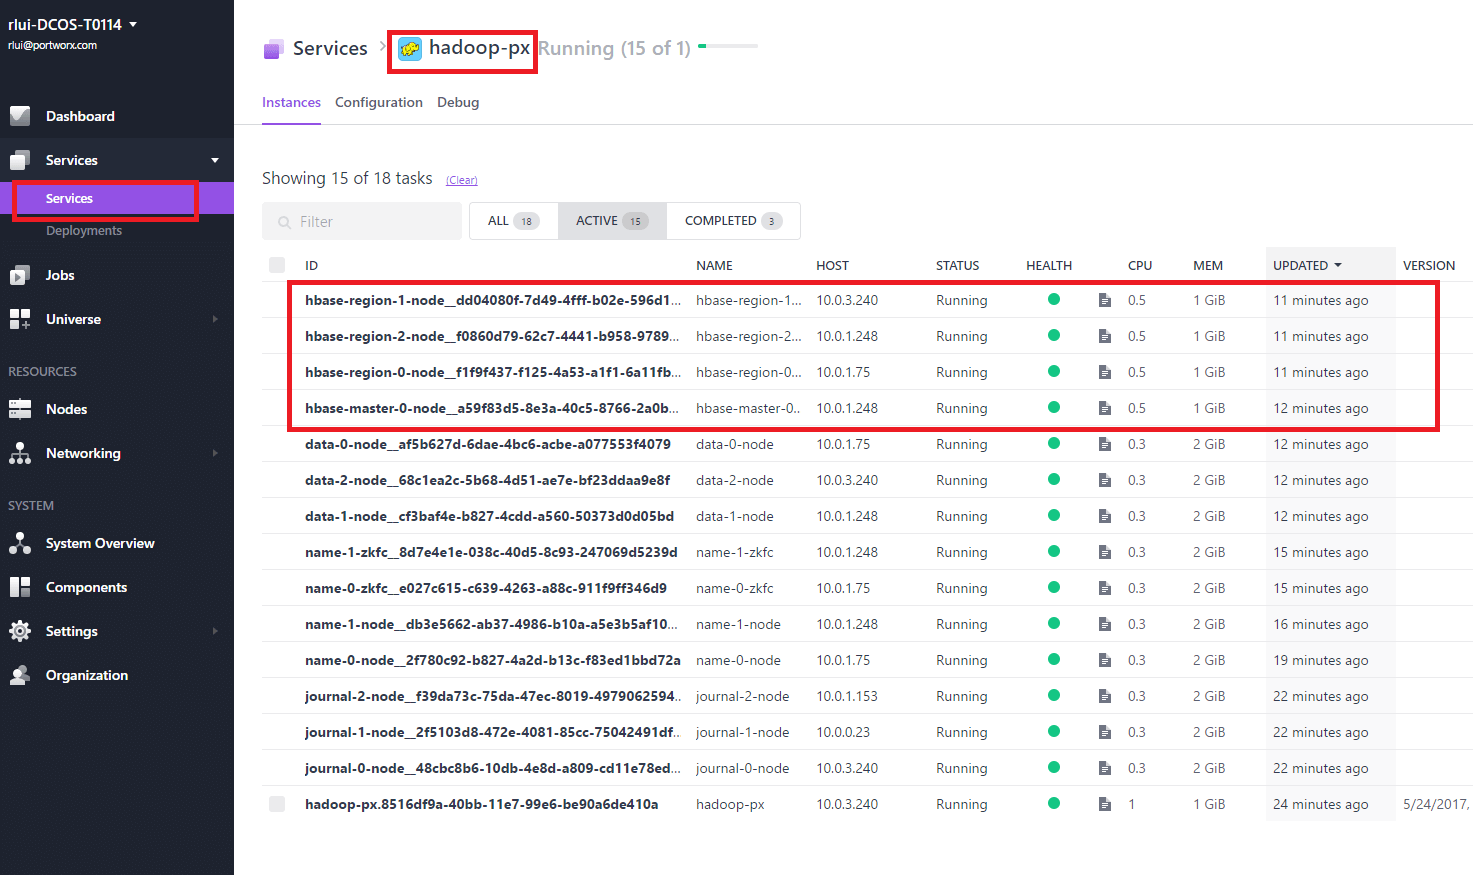 rlui-DCOS-T0114
rlui@portworx.com
Dashboard
Services
Services
Deployments
Jobs
Universe
RESOURCES
Nodes
Networking
SYSTEM
System Overview
Components
Settings
Organization
Services > hadoop-px Running (15 of 1)
Instances Configuration Debug
Showing 15 of 18 tasks (Clear)
Filter ALL 18 ACTIVE 15 COMPLETED 3
ID NAME HOST STATUS HEALTH CPU MEM UPDATED VERSION
hbase-region-1-node__dd04080f-7d49-4fff-b02e-596d1... hbase-region-1... 10.0.3.240 Running 0.5 1 GiB 11 minutes ago
hbase-region-2-node__f0860d79-62c7-4441-b958-9789... hbase-region-2... 10.0.1.248 Running 0.5 1 GiB 11 minutes ago
hbase-region-0-node__f1f9f437-f125-4a53-a1f1-6a11fb... hbase-region-0... 10.0.1.75 Running 0.5 1 GiB 11 minutes ago
hbase-master-0-node__a59f83d5-8e3a-40c5-8766-2a0b... hbase-master-0.. 10.0.1.248 Running 0.5 1 GiB 12 minutes ago
data-0-node__af5b627d-6dae-4bc6-acbe-a077553f4079 data-0-node 10.0.1.75 Running 0.3 2 GiB 12 minutes ago
data-2-node__68c1ea2c-5b68-4d51-ae7e-bf23ddaa9e8f data-2-node 10.0.3.240 Running 0.3 2 GiB 12 minutes ago
data-1-node__cf3baf4e-b827-4cdd-a560-50373d0d05bd data-1-node 10.0.1.248 Running 0.3 2 GiB 12 minutes ago
name-1-zkfc__8d7e4e1e-038c-40d5-8c93-247069d5239d name-1-zkfc 10.0.1.248 Running 0.3 2 GiB 15 minutes ago
name-0-zkfc__e027c615-c639-4263-a88c-911f9ff346d9 name-0-zkfc 10.0.1.75 Running 0.3 2 GiB 15 minutes ago
name-1-node__db3e5662-ab37-4986-b10a-a5e3b5af10... name-1-node 10.0.1.248 Running 0.3 2 GiB 16 minutes ago
name-0-node__2f780c92-b827-4a2d-b13c-f83ed1bbd72a name-0-node 10.0.1.75 Running 0.3 2 GiB 19 minutes ago
journal-2-node__f39da73c-75da-47ec-8019-4979062594.. journal-2-node 10.0.1.153 Running 0.3 2 GiB 22 minutes ago
journal-1-node__2f5103d8-472e-4081-85cc-75042491df... journal-1-node 10.0.0.23 Running 0.3 2 GiB 22 minutes ago
journal-0-node__48cbc8b6-10db-4e8d-a809-cd11e78ed... journal-0-node 10.0.3.240 Running 0.3 2 GiB 22 minutes ago
hadoop-px.8516df9a-40bb-11e7-99e6-be90a6de410a hadoop-px 10.0.3.240 Running 1 1 GiB 24 minutes ago 5/24/2017,